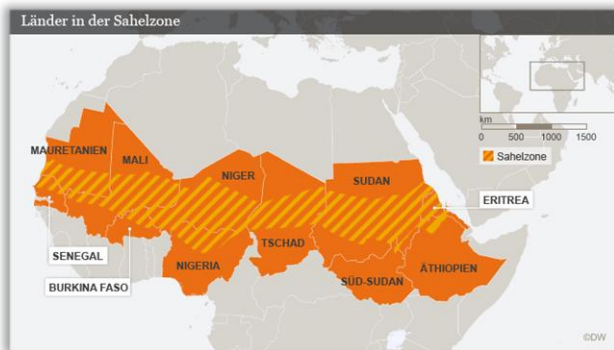 Länder in der Sahelzone
km
0 500 1000 1500
Sahelzone
MAURETANIEN
MALI
NIGER
SUDAN
ERITREA
SENEGAL
TSCHAD
BURKINA FASO
NIGERIA
SÜD-SUDAN
ÄTHIOPIEN
©DW